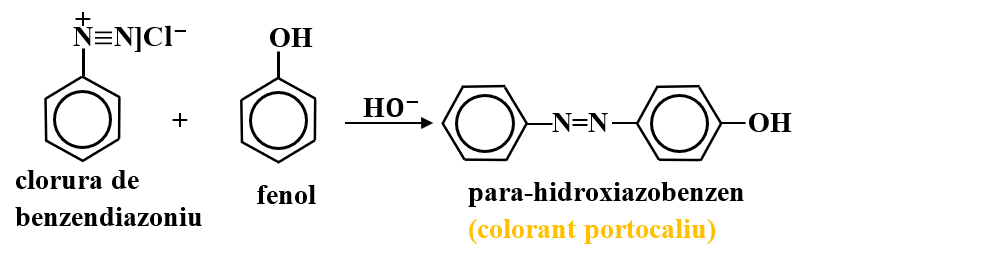 +
N≡N]Cl⁻
OH
+
HO⁻
N=N
OH
clorura de
benzendiazoniu
fenol
para-hidroxiazobenzen
(colorant portocaliu)